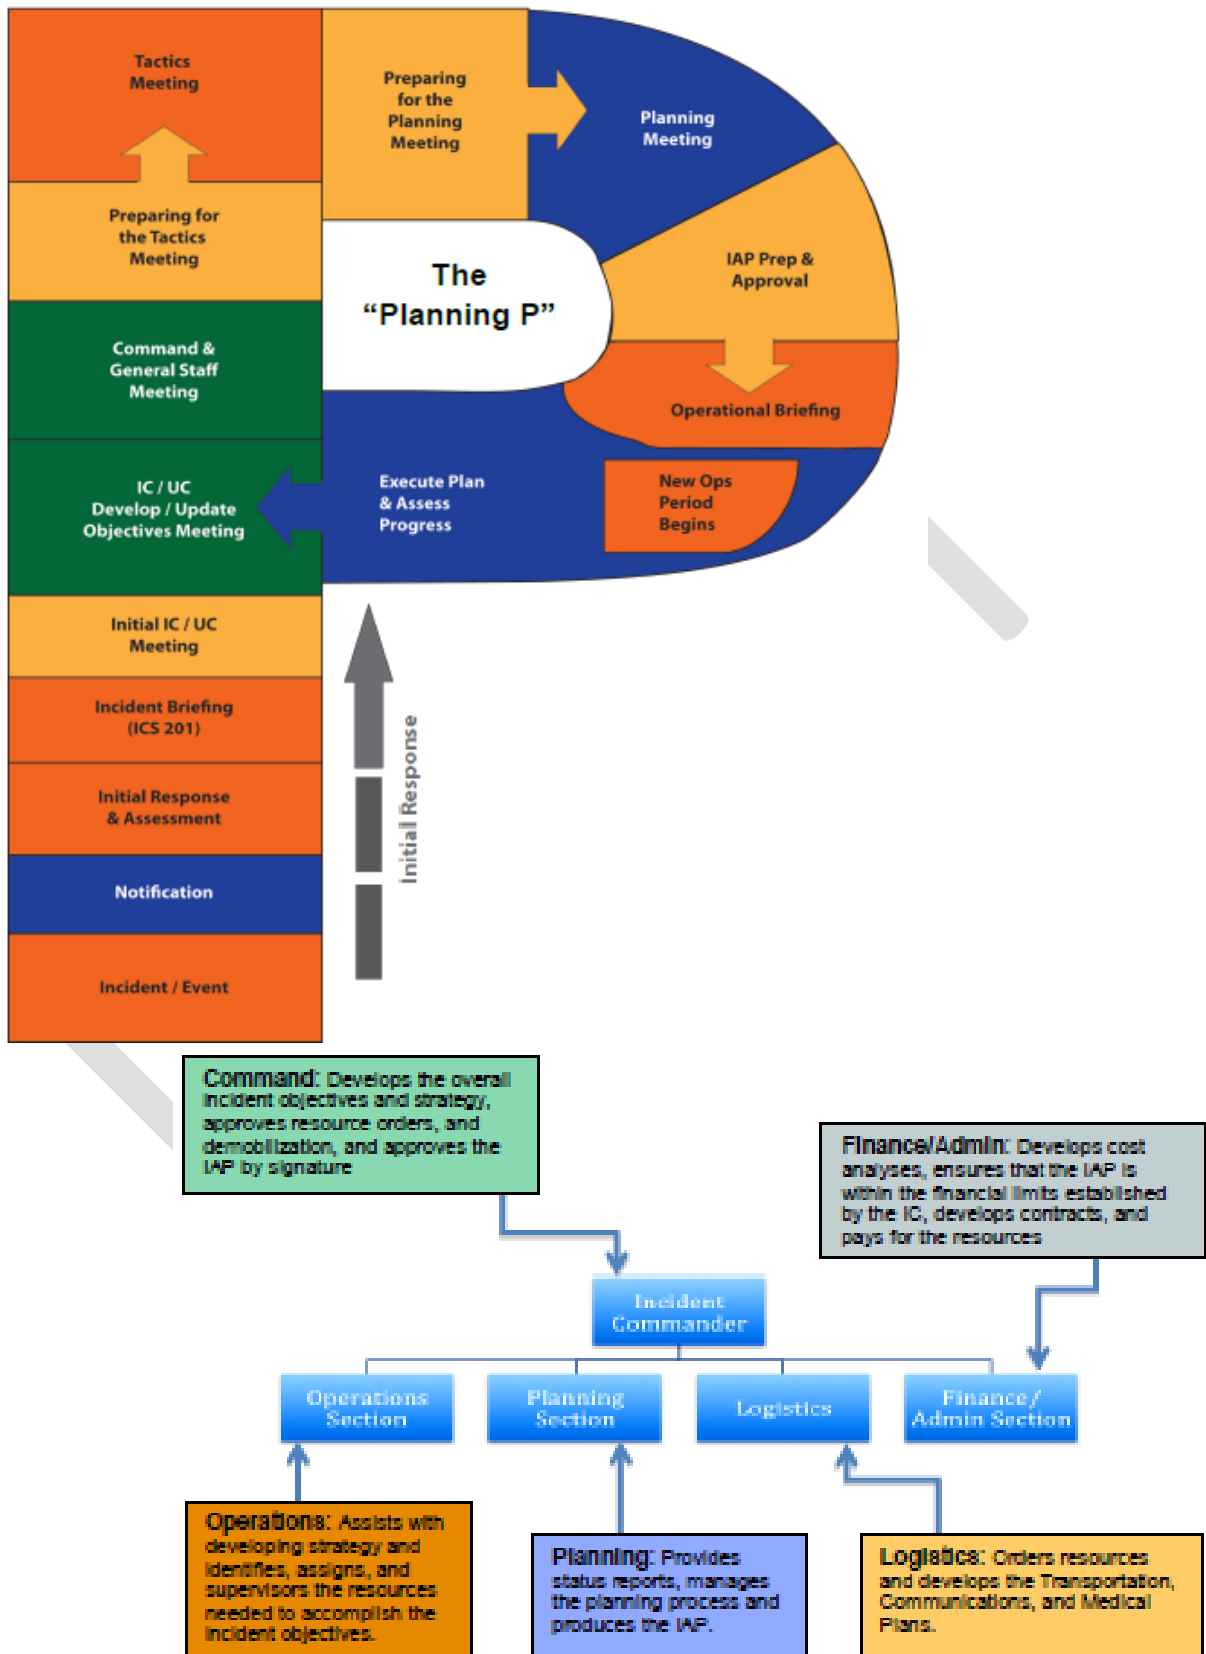 Tactics
Meeting
Preparing
for the
Planning
Meeting
Planning
Meeting
Preparing for
the Tactics
Meeting
The
“Planning P”
IAP Prep &
Approval
Command &
General Staff
Meeting
Operational Briefing
IC / UC
Develop / Update
Objectives Meeting
Execute Plan
& Assess
Progress
New Ops
Period
Begins
Initial IC / UC
Meeting
Incident Briefing
(ICS 201)
Initial Response
& Assessment
Initial Response
Notification
Incident / Event
Command: Develops the overall
incident objectives and strategy,
approves resource orders, and
demobilization, and approves the
IAP by signature
Finance/Admin: Develops cost
analyses, ensures that the IAP is
within the financial limits established
by the IC, develops contracts, and
pays for the resources
Incident
Commander
Operations
Section
Planning
Section
Logistics
Finance/
Admin Section
Operations: Assists with
developing strategy and
identifies, assigns, and
supervisors the resources
needed to accomplish the
incident objectives.
Planning: Provides
status reports, manages
the planning process and
produces the IAP.
Logistics: Orders resources
and develops the Transportation,
Communications, and Medical
Plans.